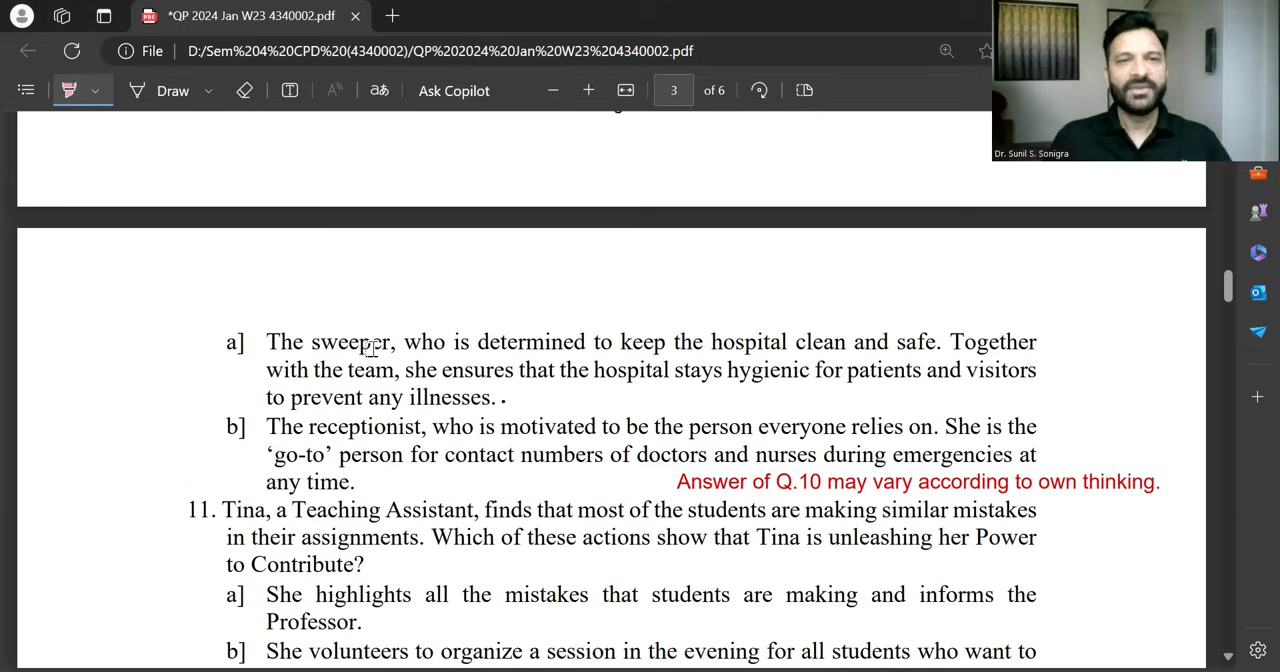 *QP 2024 Jan W23 4340002.pdf
File D:/Sem%204%20CPD%20(4340002)/QP%202024%20Jan%20W23%204340002.pdf
Draw Ask Copilot 3 of 6
Dr. Sunil S. Sonigra
a] The sweeper, who is determined to keep the hospital clean and safe. Together
with the team, she ensures that the hospital stays hygienic for patients and visitors
to prevent any illnesses. .
b] The receptionist, who is motivated to be the person everyone relies on. She is the
‘go-to’ person for contact numbers of doctors and nurses during emergencies at
any time.
Answer of Q.10 may vary according to own thinking.
11. Tina, a Teaching Assistant, finds that most of the students are making similar mistakes
in their assignments. Which of these actions show that Tina is unleashing her Power
to Contribute?
a] She highlights all the mistakes that students are making and informs the
Professor.
b] She volunteers to organize a session in the evening for all students who want to